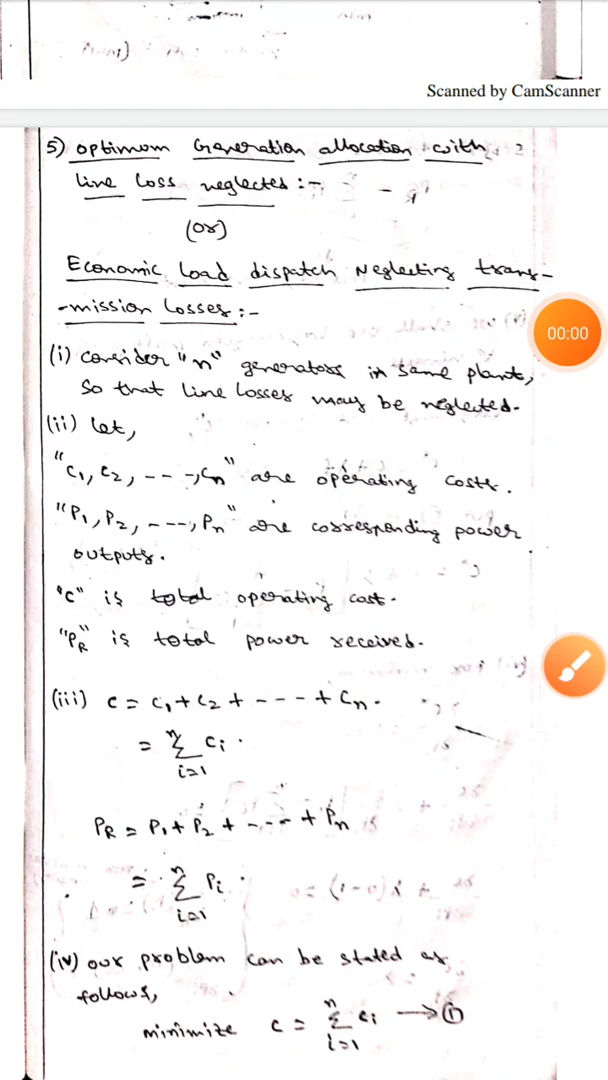 Scanned by CamScanner
5) optimum Generation allocation with
line loss neglected :-
(or)
Economic load dispatch Neglecting trans-
-mission Losses :-
(i) consider "n" generators in same plant,
so that line losses may be neglected.
00:00
(ii) let,
"C1, C2, - - -, Cn" are operating costs.
"P1, P2, - - -, Pn" are corresponding power
outputs.
"C" is total operating cost.
"PR" is total power received.
(iii) C = C1 + C2 + - - - + Cn.
= Σ Ci .
i=1
n
PR = P1 + P2 + - - - + Pn
= Σ Pi .
i=1
n
(iv) our problem can be stated as
follows,
minimize C = Σ Ci → ①
i=1
n